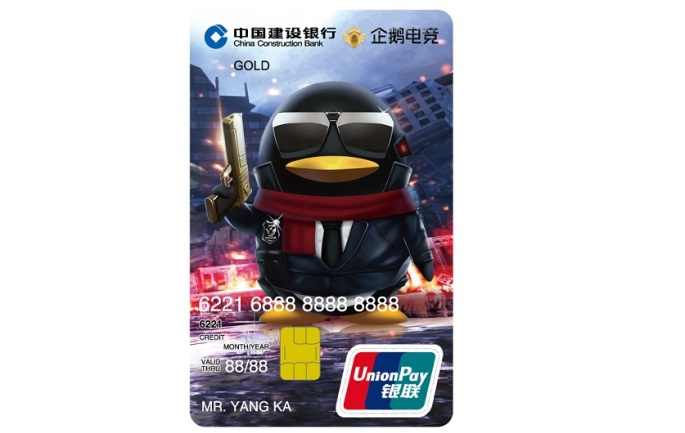 中国建设银行 企鹅电竞
China Construction Bank
GOLD
6221 6888 8888 8888
6221
CREDIT
MONTH/YEAR
VALID THRU 88/88
UnionPay
银联
MR. YANG KA